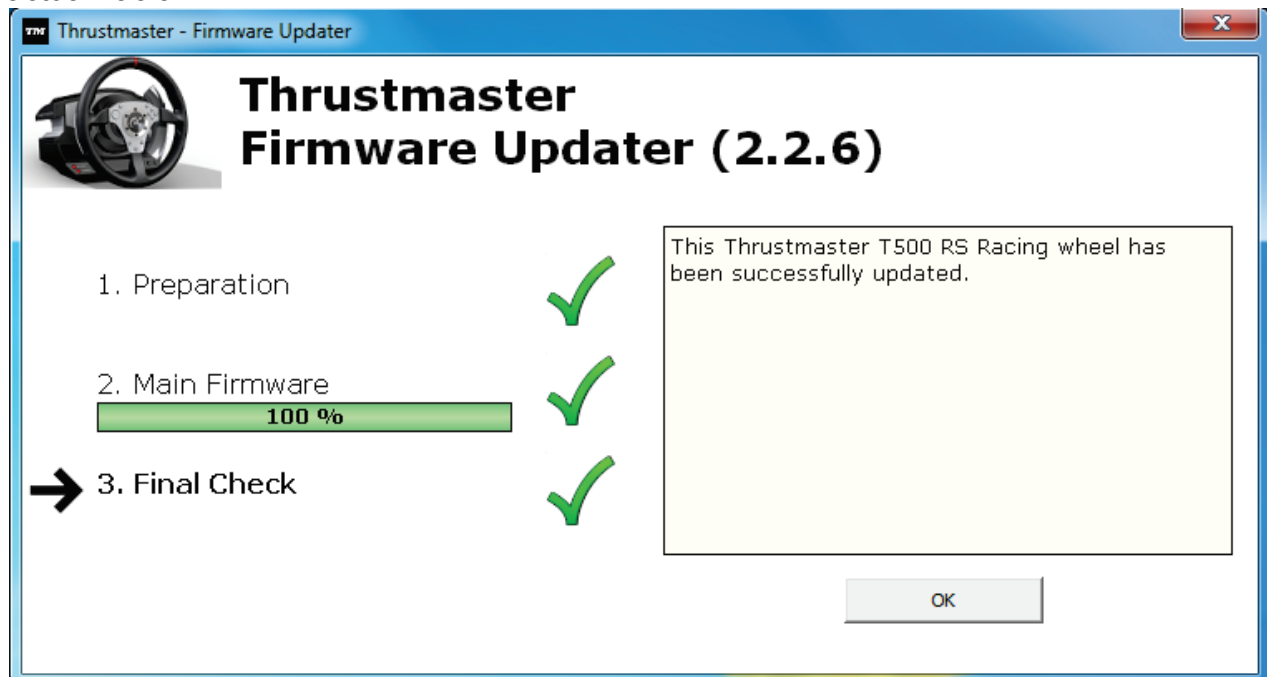 TM Thrustmaster - Firmware Updater
X
Thrustmaster
Firmware Updater (2.2.6)
1. Preparation
2. Main Firmware
100 %
3. Final Check
This Thrustmaster T500 RS Racing wheel has
been successfully updated.
OK